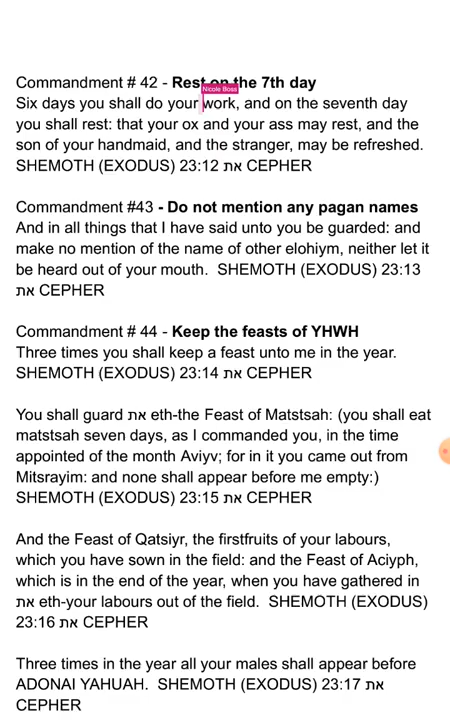 Commandment # 42 - Rest on the 7th day
Nicole Boss
Six days you shall do your work, and on the seventh day
you shall rest: that your ox and your ass may rest, and the
son of your handmaid, and the stranger, may be refreshed.
SHEMOTH (EXODUS) 23:12 את CEPHER
Commandment #43 - Do not mention any pagan names
And in all things that I have said unto you be guarded: and
make no mention of the name of other elohiym, neither let it
be heard out of your mouth.  SHEMOTH (EXODUS) 23:13
את CEPHER
Commandment # 44 - Keep the feasts of YHWH
Three times you shall keep a feast unto me in the year.
SHEMOTH (EXODUS) 23:14 את CEPHER
You shall guard את eth-the Feast of Matstsah: (you shall eat
matstsah seven days, as I commanded you, in the time
appointed of the month Aviyv; for in it you came out from
Mitsrayim: and none shall appear before me empty:)
SHEMOTH (EXODUS) 23:15 את CEPHER
And the Feast of Qatsiyr, the firstfruits of your labours,
which you have sown in the field: and the Feast of Aciyph,
which is in the end of the year, when you have gathered in
את eth-your labours out of the field.  SHEMOTH (EXODUS)
23:16 את CEPHER
Three times in the year all your males shall appear before
ADONAI YAHUAH.  SHEMOTH (EXODUS) 23:17 את
CEPHER